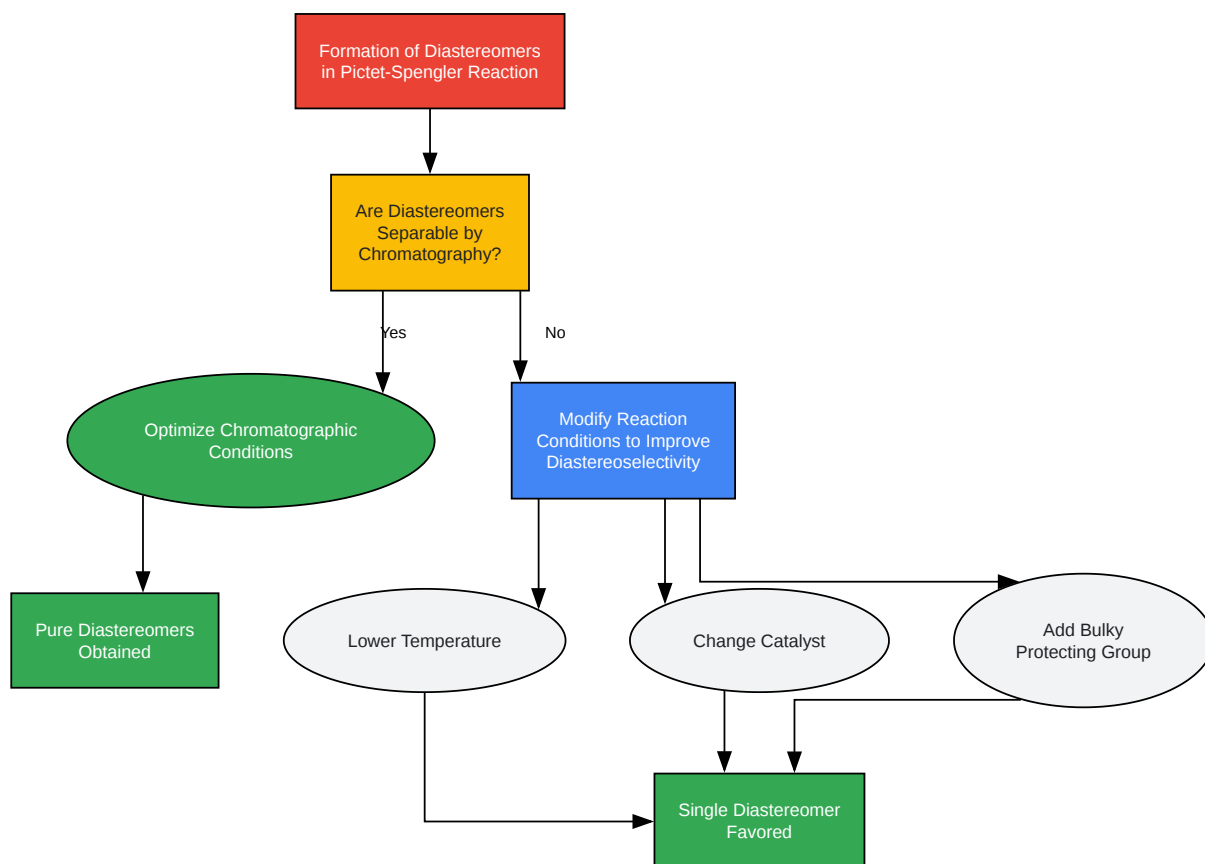 Formation of Diastereomers
in Pictet-Spengler Reaction
Are Diastereomers
Separable by
Chromatography?
Yes
No
Optimize Chromatographic
Conditions
Modify Reaction
Conditions to Improve
Diastereoselectivity
Pure Diastereomers
Obtained
Lower Temperature
Change Catalyst
Add Bulky
Protecting Group
Single Diastereomer
Favored